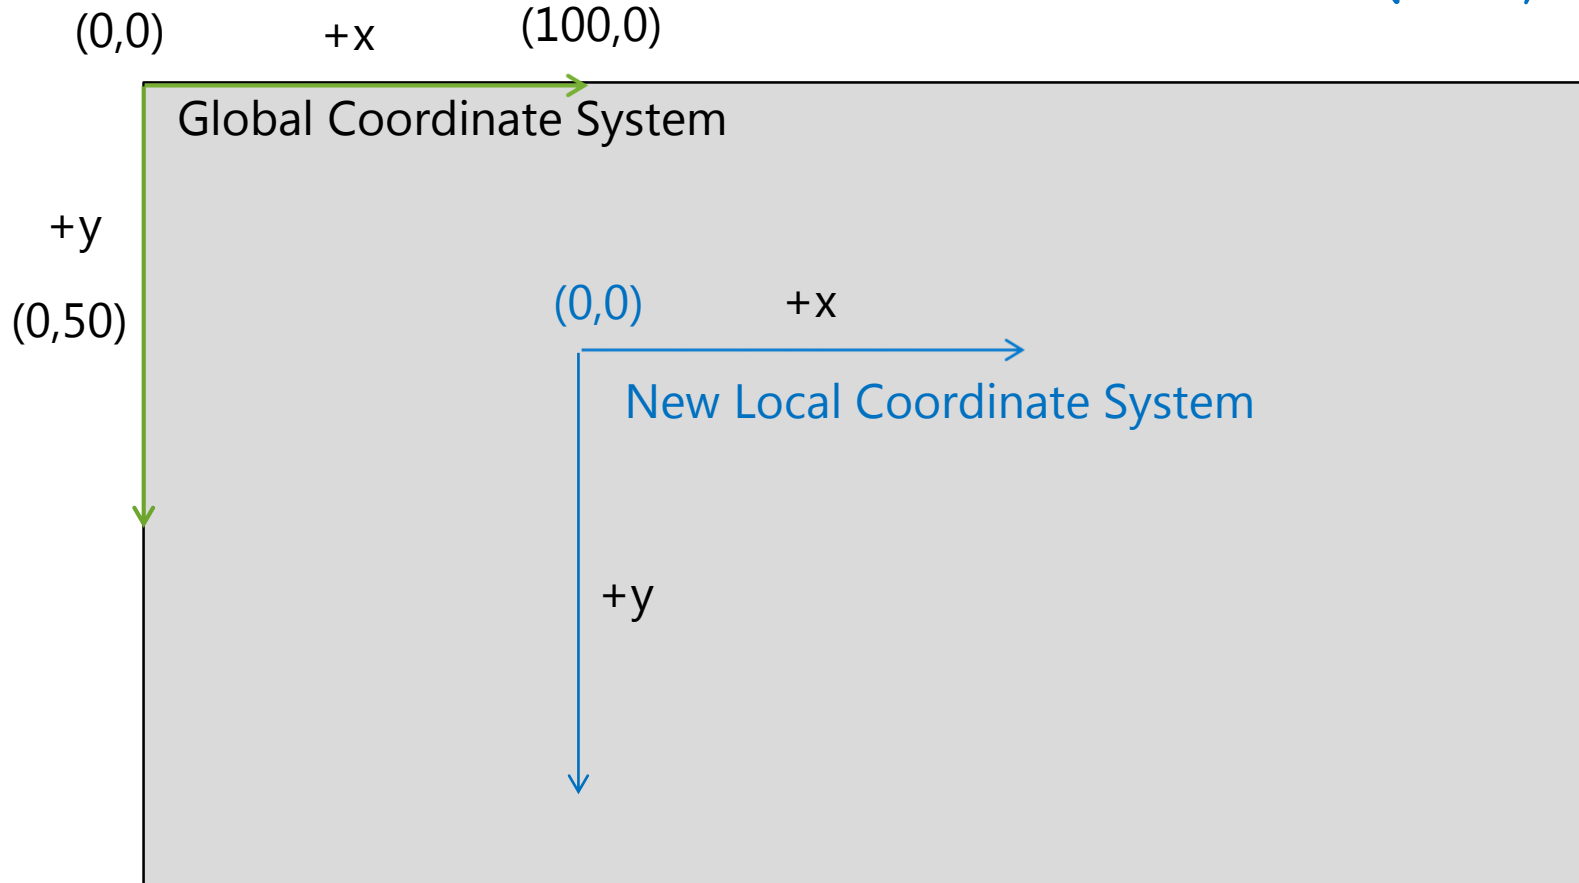 (0,0) +x (100,0)
Global Coordinate System
+y
(0,50)
(0,0) +x
New Local Coordinate System
+y